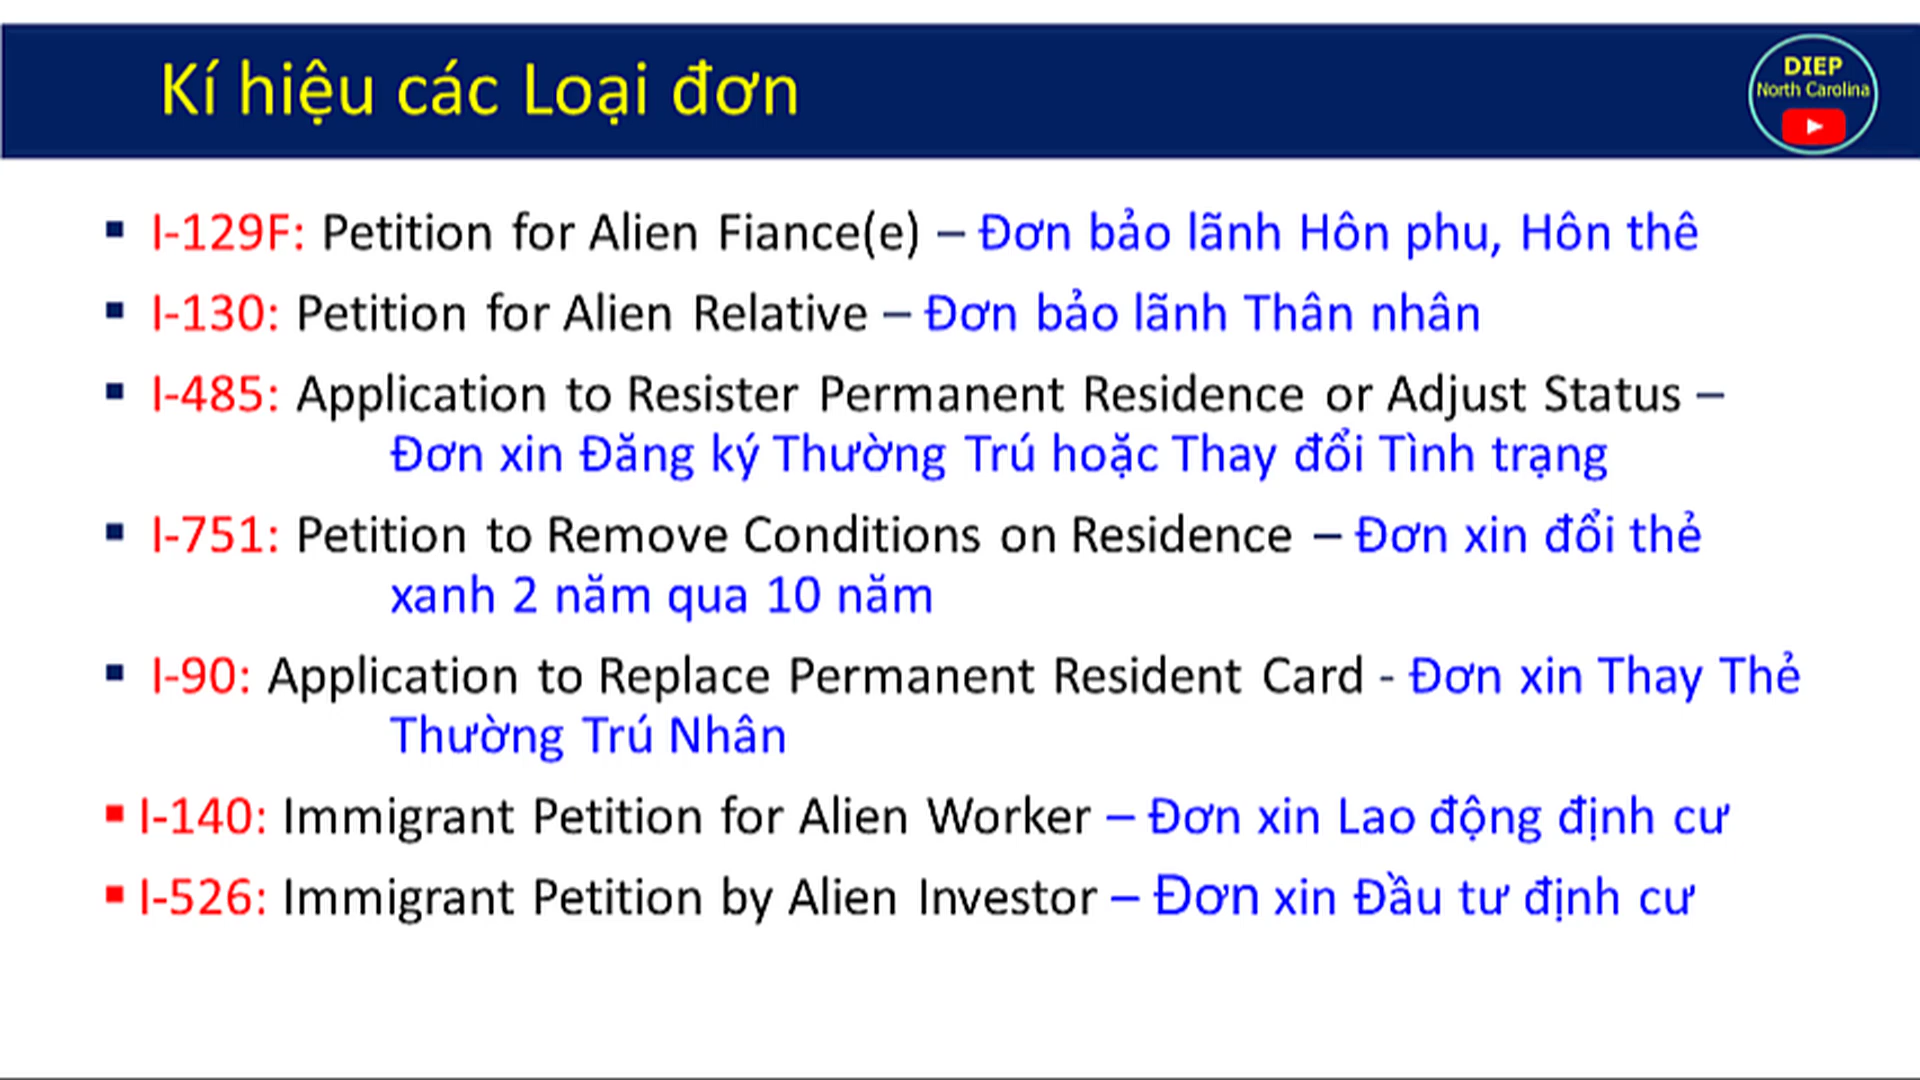 Kí hiệu các Loại đơn
DIEP
North Carolina
▪ I-129F: Petition for Alien Fiance(e) – Đơn bảo lãnh Hôn phu, Hôn thê
▪ I-130: Petition for Alien Relative – Đơn bảo lãnh Thân nhân
▪ I-485: Application to Resister Permanent Residence or Adjust Status –
Đơn xin Đăng ký Thường Trú hoặc Thay đổi Tình trạng
▪ I-751: Petition to Remove Conditions on Residence – Đơn xin đổi thẻ
xanh 2 năm qua 10 năm
▪ I-90: Application to Replace Permanent Resident Card - Đơn xin Thay Thẻ
Thường Trú Nhân
▪ I-140: Immigrant Petition for Alien Worker – Đơn xin Lao động định cư
▪ I-526: Immigrant Petition by Alien Investor – Đơn xin Đầu tư định cư